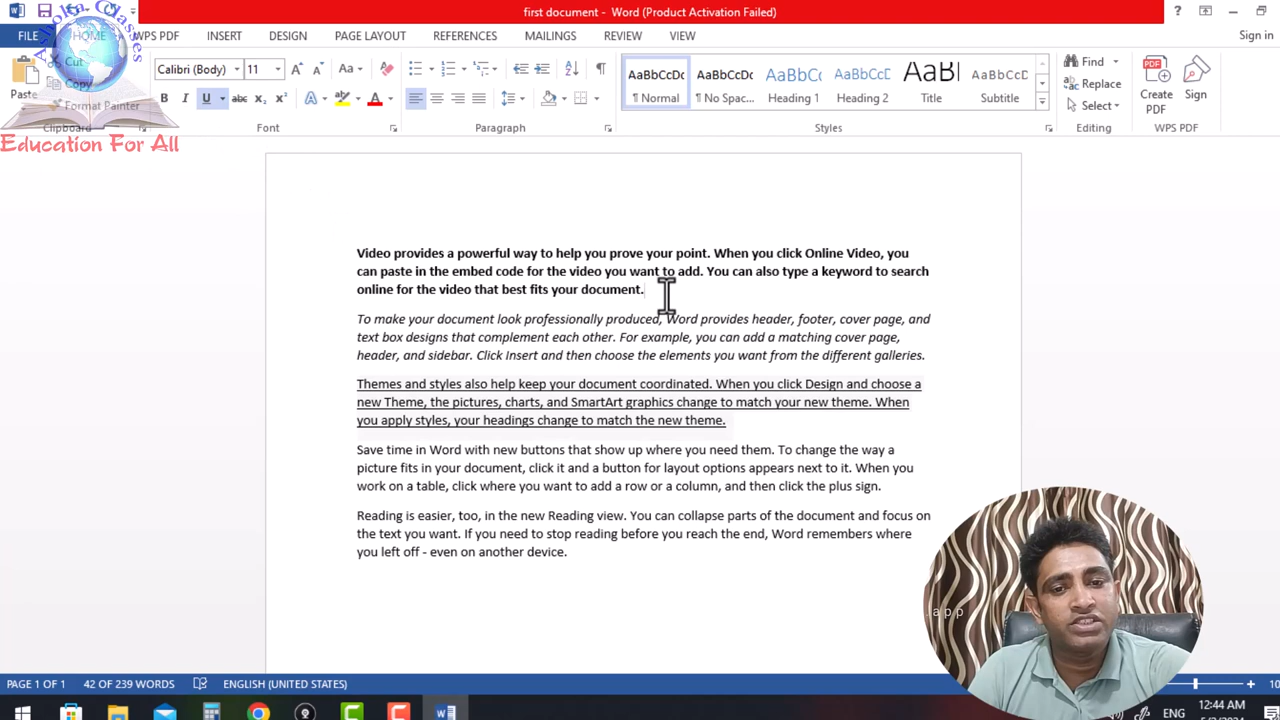 first document - Word (Product Activation Failed)
Sign in
FILE HOME WPS PDF INSERT DESIGN PAGE LAYOUT REFERENCES MAILINGS REVIEW VIEW
Ashoka Classes
Education For All
Paste
Cut
Copy
Format Painter
Clipboard
Calibri (Body) 11
Aa
B I U abc X₂ X² A A
Font
Paragraph
AaBbCcDc AaBbCcDc AaBbCc AaBbCc AaBl AaBbCcD
¶ Normal ¶ No Spac... Heading 1 Heading 2 Title Subtitle
Styles
Find
Replace
Select
Editing
PDF
Create PDF
Sign
WPS PDF
Video provides a powerful way to help you prove your point. When you click Online Video, you
can paste in the embed code for the video you want to add. You can also type a keyword to search
online for the video that best fits your document.
To make your document look professionally produced, Word provides header, footer, cover page, and
text box designs that complement each other. For example, you can add a matching cover page,
header, and sidebar. Click Insert and then choose the elements you want from the different galleries.
Themes and styles also help keep your document coordinated. When you click Design and choose a
new Theme, the pictures, charts, and SmartArt graphics change to match your new theme. When
you apply styles, your headings change to match the new theme.
Save time in Word with new buttons that show up where you need them. To change the way a
picture fits in your document, click it and a button for layout options appears next to it. When you
work on a table, click where you want to add a row or a column, and then click the plus sign.
Reading is easier, too, in the new Reading view. You can collapse parts of the document and focus on
the text you want. If you need to stop reading before you reach the end, Word remembers where
you left off - even on another device.
app
PAGE 1 OF 1 42 OF 239 WORDS ENGLISH (UNITED STATES)
10
ENG
12:44 AM